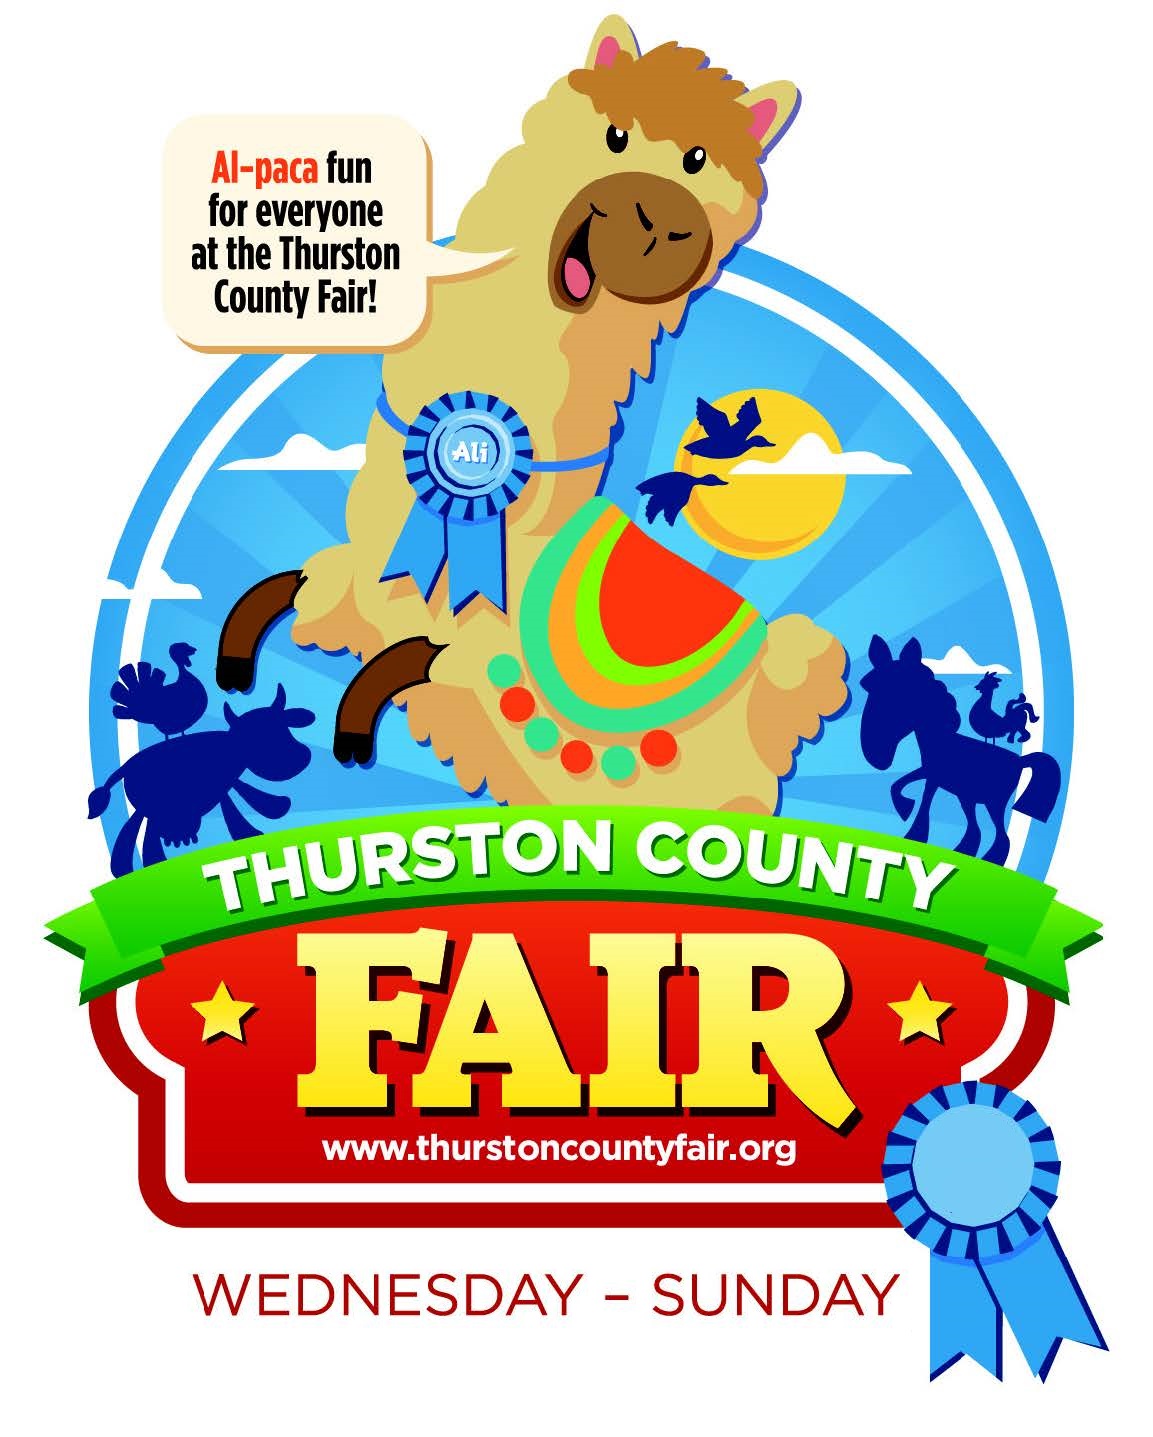 Al-paca fun
for everyone
at the Thurston
County Fair!
Ali
THURSTON COUNTY
FAIR
www.thurstoncountyfair.org
WEDNESDAY – SUNDAY